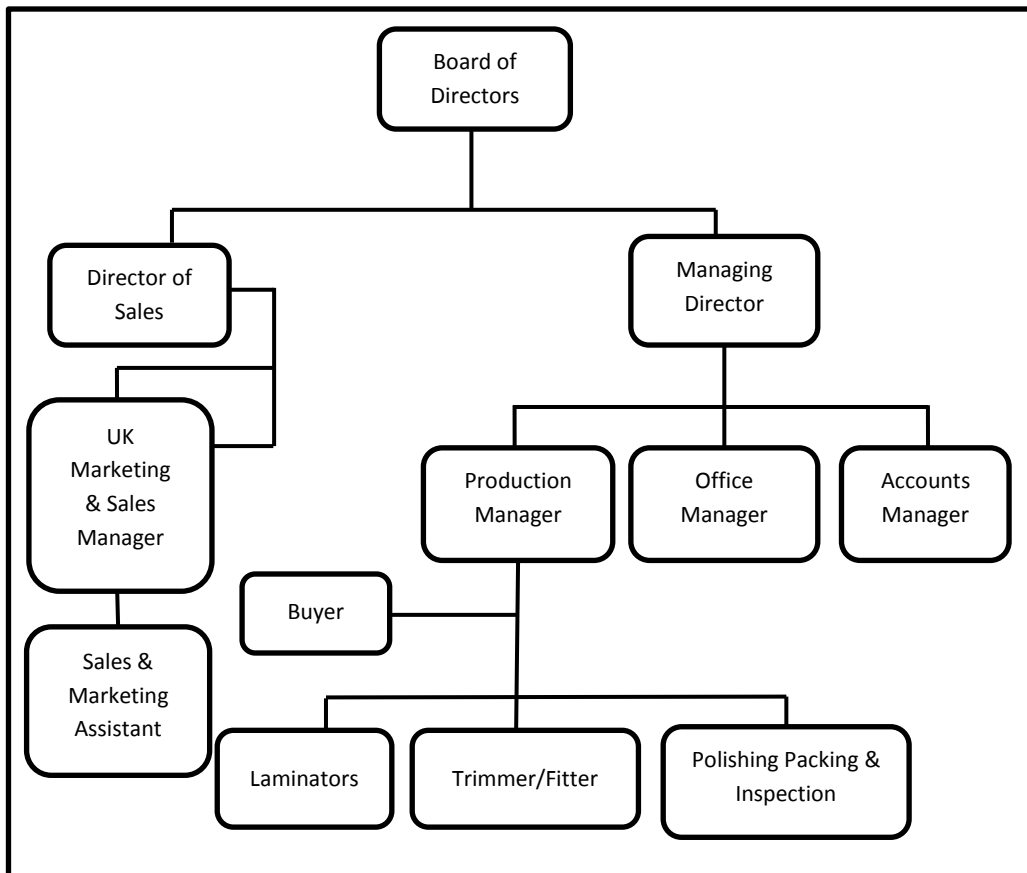 Board of
Directors
Director of
Sales
Managing
Director
UK
Marketing
& Sales
Manager
Production
Manager
Office
Manager
Accounts
Manager
Buyer
Sales &
Marketing
Assistant
Laminators
Trimmer/Fitter
Polishing Packing &
Inspection